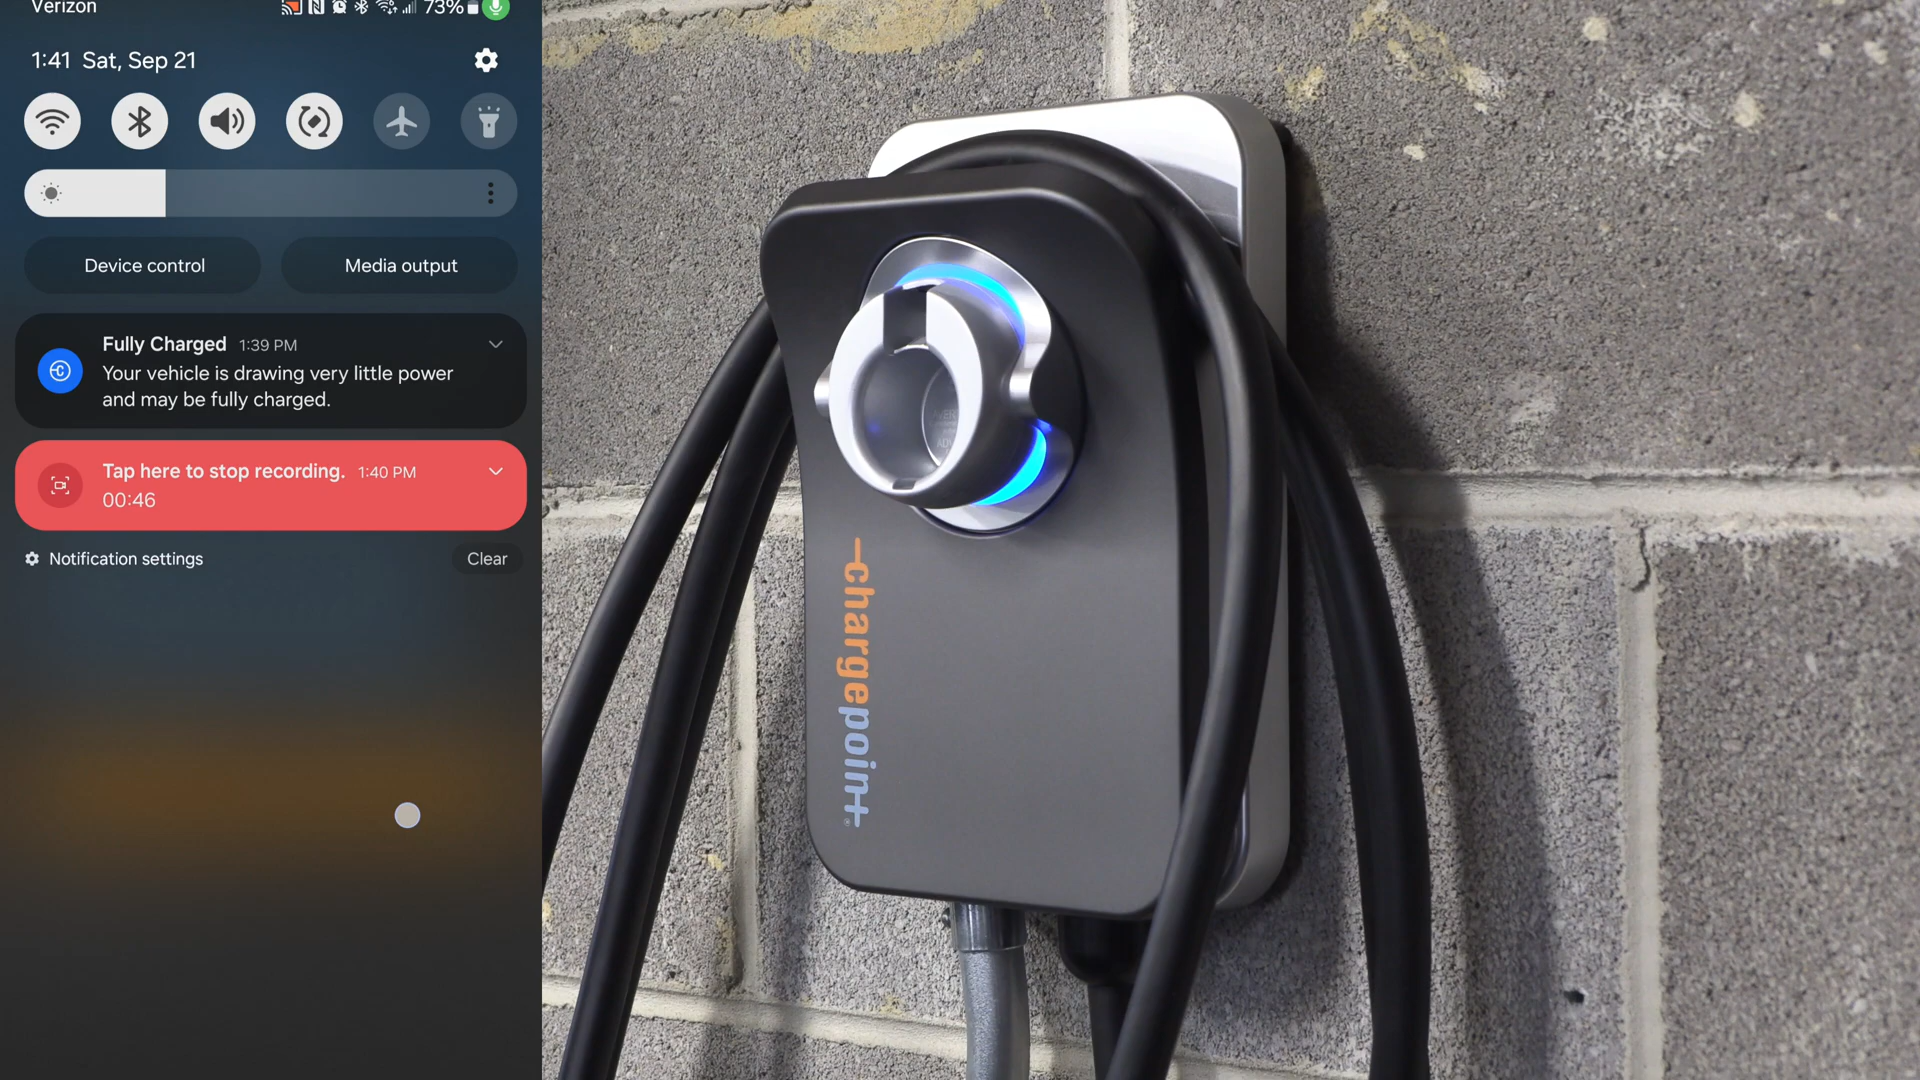 Verizon
73%
1:41 Sat, Sep 21
Device control
Media output
Fully Charged 1:39 PM
Your vehicle is drawing very little power
and may be fully charged.
Tap here to stop recording. 1:40 PM
00:46
Notification settings
Clear
chargepoint
®